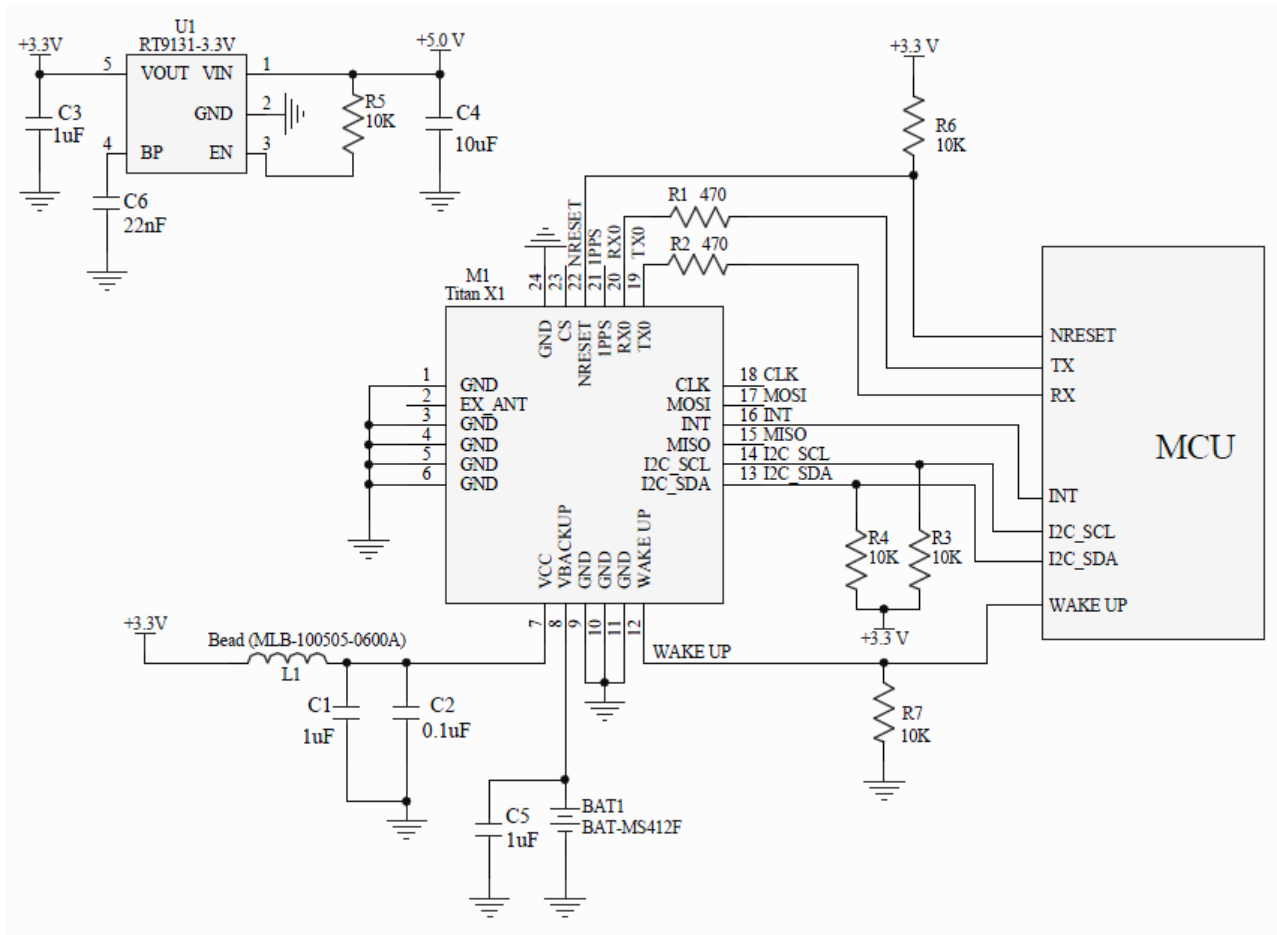 U1
RT9131-3.3V
+3.3V
5
VOUT VIN
1
+5.0 V
GND
2
C3
1uF
R5
10K
C4
10uF
4
BP
EN
3
C6
22nF
+3.3 V
R6
10K
R1 470
R2 470
24
23
22 NRESET
21 1PPS
20 RX0
19 TX0
M1
Titan X1
GND
CS
NRESET
1PPS
RX0
TX0
1 GND
2 EX_ANT
3 GND
4 GND
5 GND
6 GND
CLK 18 CLK
MOSI 17 MOSI
INT 16 INT
MISO 15 MISO
I2C_SCL 14 I2C_SCL
I2C_SDA 13 I2C_SDA
VCC
VBACKUP
GND
GND
GND
WAKE UP
7
8
9
10
11
12
NRESET
TX
RX
MCU
INT
I2C_SCL
I2C_SDA
WAKE UP
R4
10K
R3
10K
+3.3 V
WAKE UP
R7
10K
+3.3V
Bead (MLB-100505-0600A)
L1
C1
1uF
C2
0.1uF
C5
1uF
BAT1
BAT-MS412F